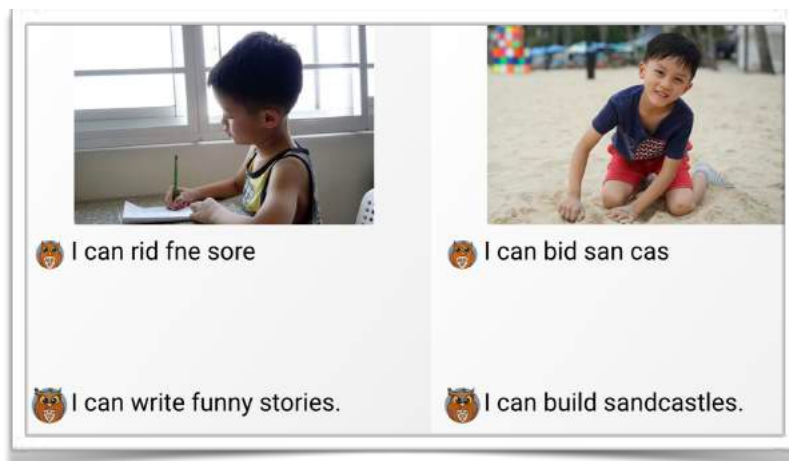 I can rid fne sore
I can bid san cas
I can write funny stories.
I can build sandcastles.